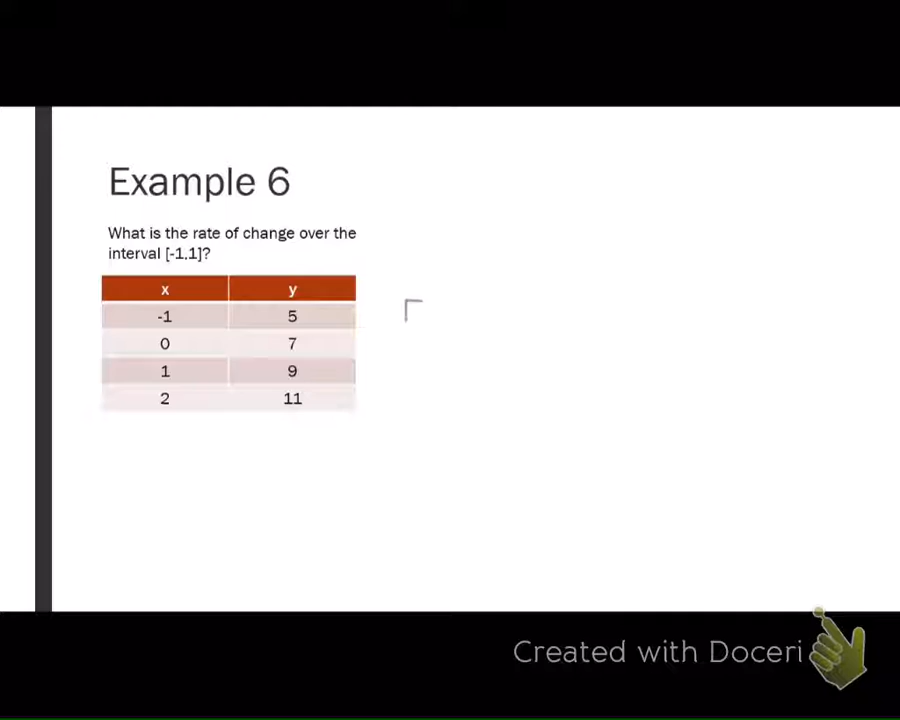 Example 6
What is the rate of change over the
interval [-1,1]?
x y
-1 5
0 7
1 9
2 11
Created with Doceri